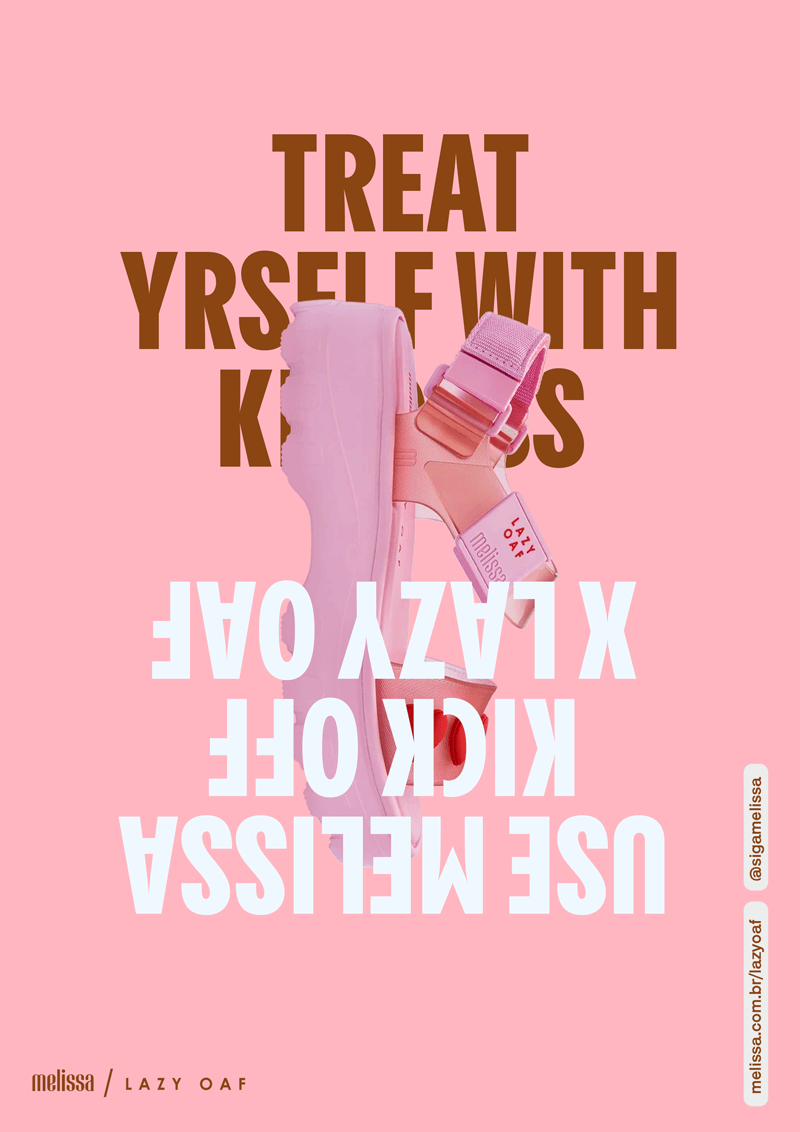 TREAT
YRSELF WITH
LAZY
OAF
melissa
USE MELISSA
KICK OFF
X LAZY OAF
@sigamelissa
melissa.com.br/lazyoaf
melissa / LAZY OAF